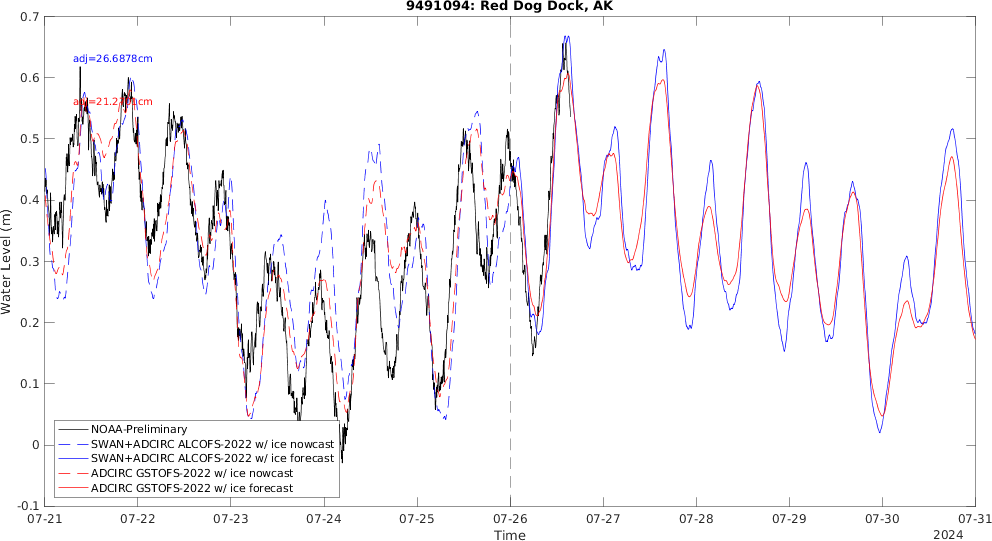 9491094: Red Dog Dock, AK
0.7
0.6
0.5
0.4
0.3
0.2
0.1
0
-0.1
Water Level (m)
adj=26.6878cm
NOAA-Preliminary
SWAN+ADCIRC ALCOFS-2022 w/ ice nowcast
SWAN+ADCIRC ALCOFS-2022 w/ ice forecast
ADCIRC GSTOFS-2022 w/ ice nowcast
ADCIRC GSTOFS-2022 w/ ice forecast
07-21 07-22 07-23 07-24 07-25 07-26 07-27 07-28 07-29 07-30 07-31
Time
2024